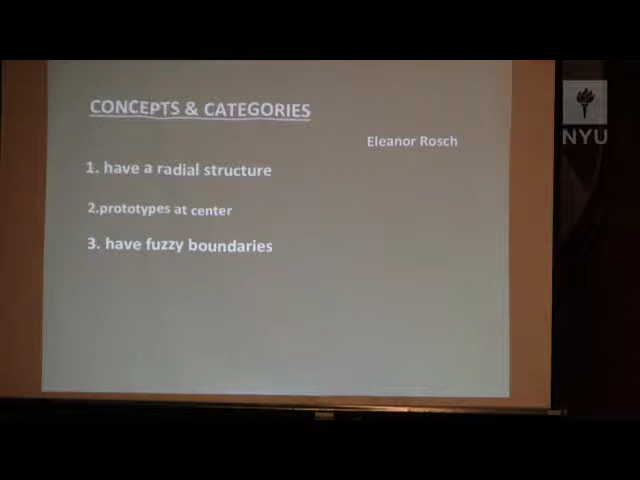 CONCEPTS & CATEGORIES
Eleanor Rosch
1. have a radial structure
2.prototypes at center
3. have fuzzy boundaries
NYU